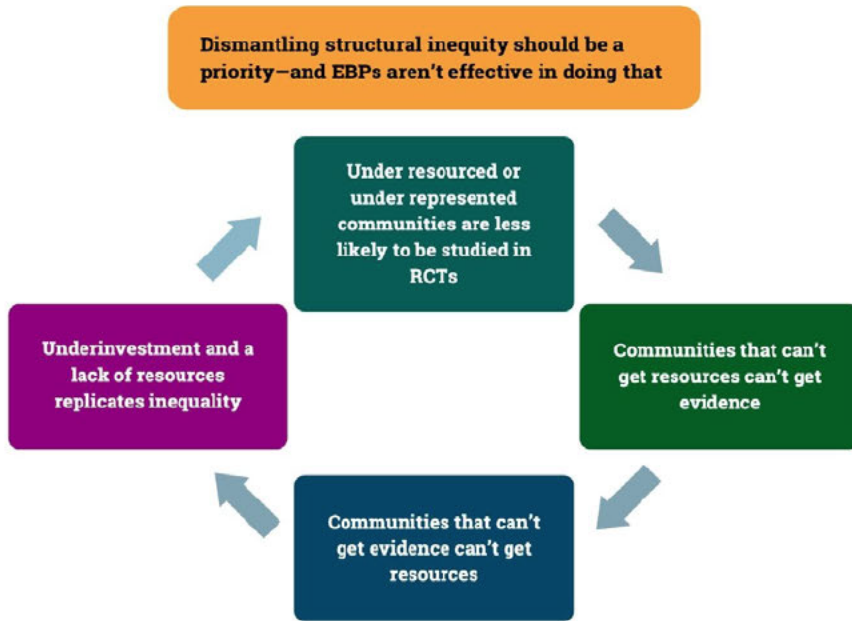 Dismantling structural inequity should be a
priority—and EBPs aren't effective in doing that
Under resourced or
under represented
communities are less
likely to be studied in
RCTs
Communities that can't
get resources can't get
evidence
Communities that can't
get evidence can't get
resources
Underinvestment and a
lack of resources
replicates inequality